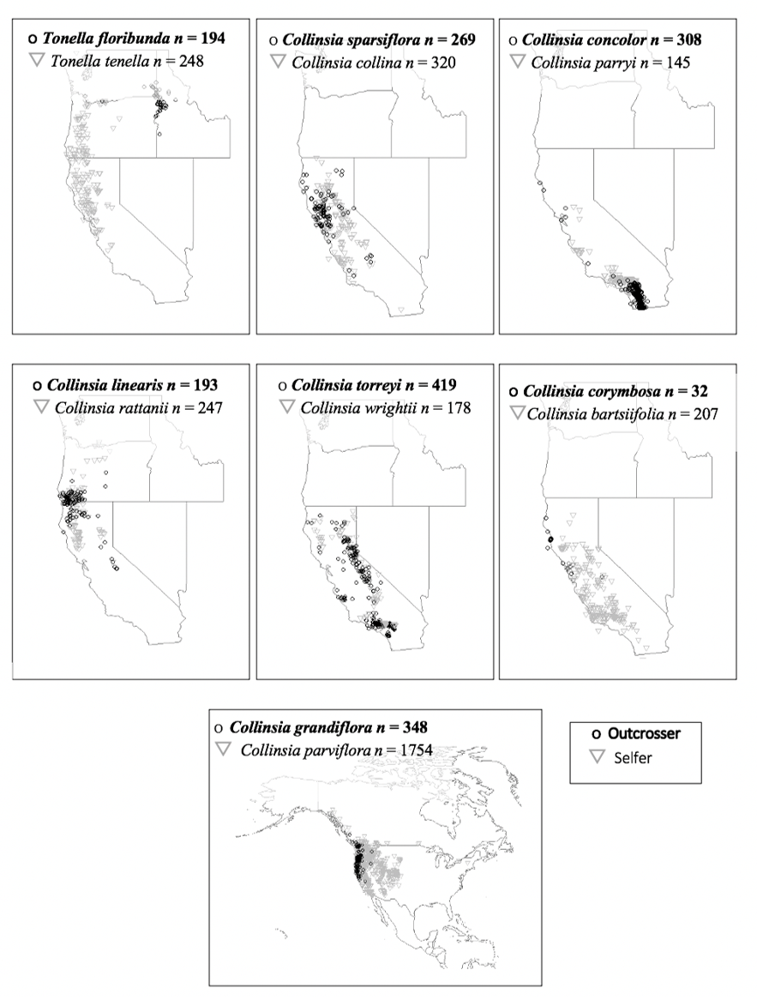 Tonella floribunda n = 194
Tonella tenella n = 248
Collinsia sparsiflora n = 269
Collinsia collina n = 320
Collinsia concolor n = 308
Collinsia parryi n = 145
Collinsia linearis n = 193
Collinsia rattanii n = 247
Collinsia torreyi n = 419
Collinsia wrightii n = 178
Collinsia corymbosa n = 32
Collinsia bartsiifolia n = 207
Collinsia grandiflora n = 348
Collinsia parviflora n = 1754
Outcrosser
Selfer